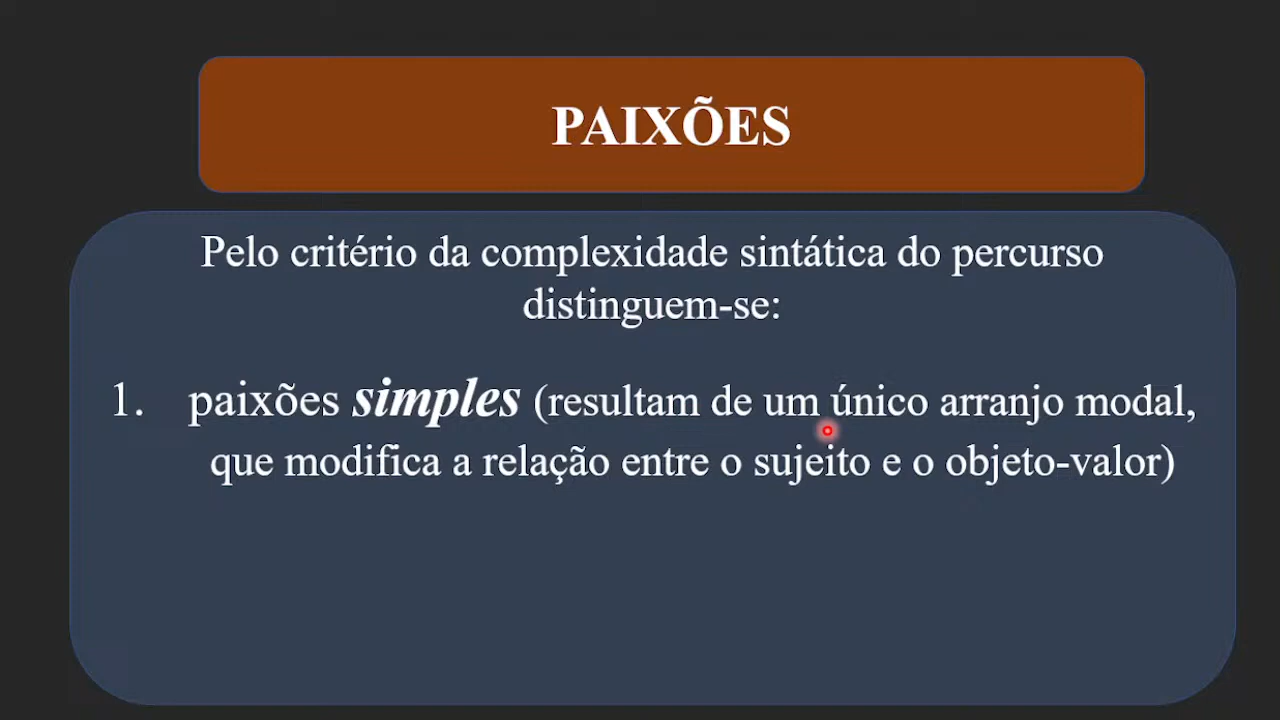 PAIXÕES
Pelo critério da complexidade sintática do percurso
distinguem-se:
1. paixões simples (resultam de um único arranjo modal,
que modifica a relação entre o sujeito e o objeto-valor)